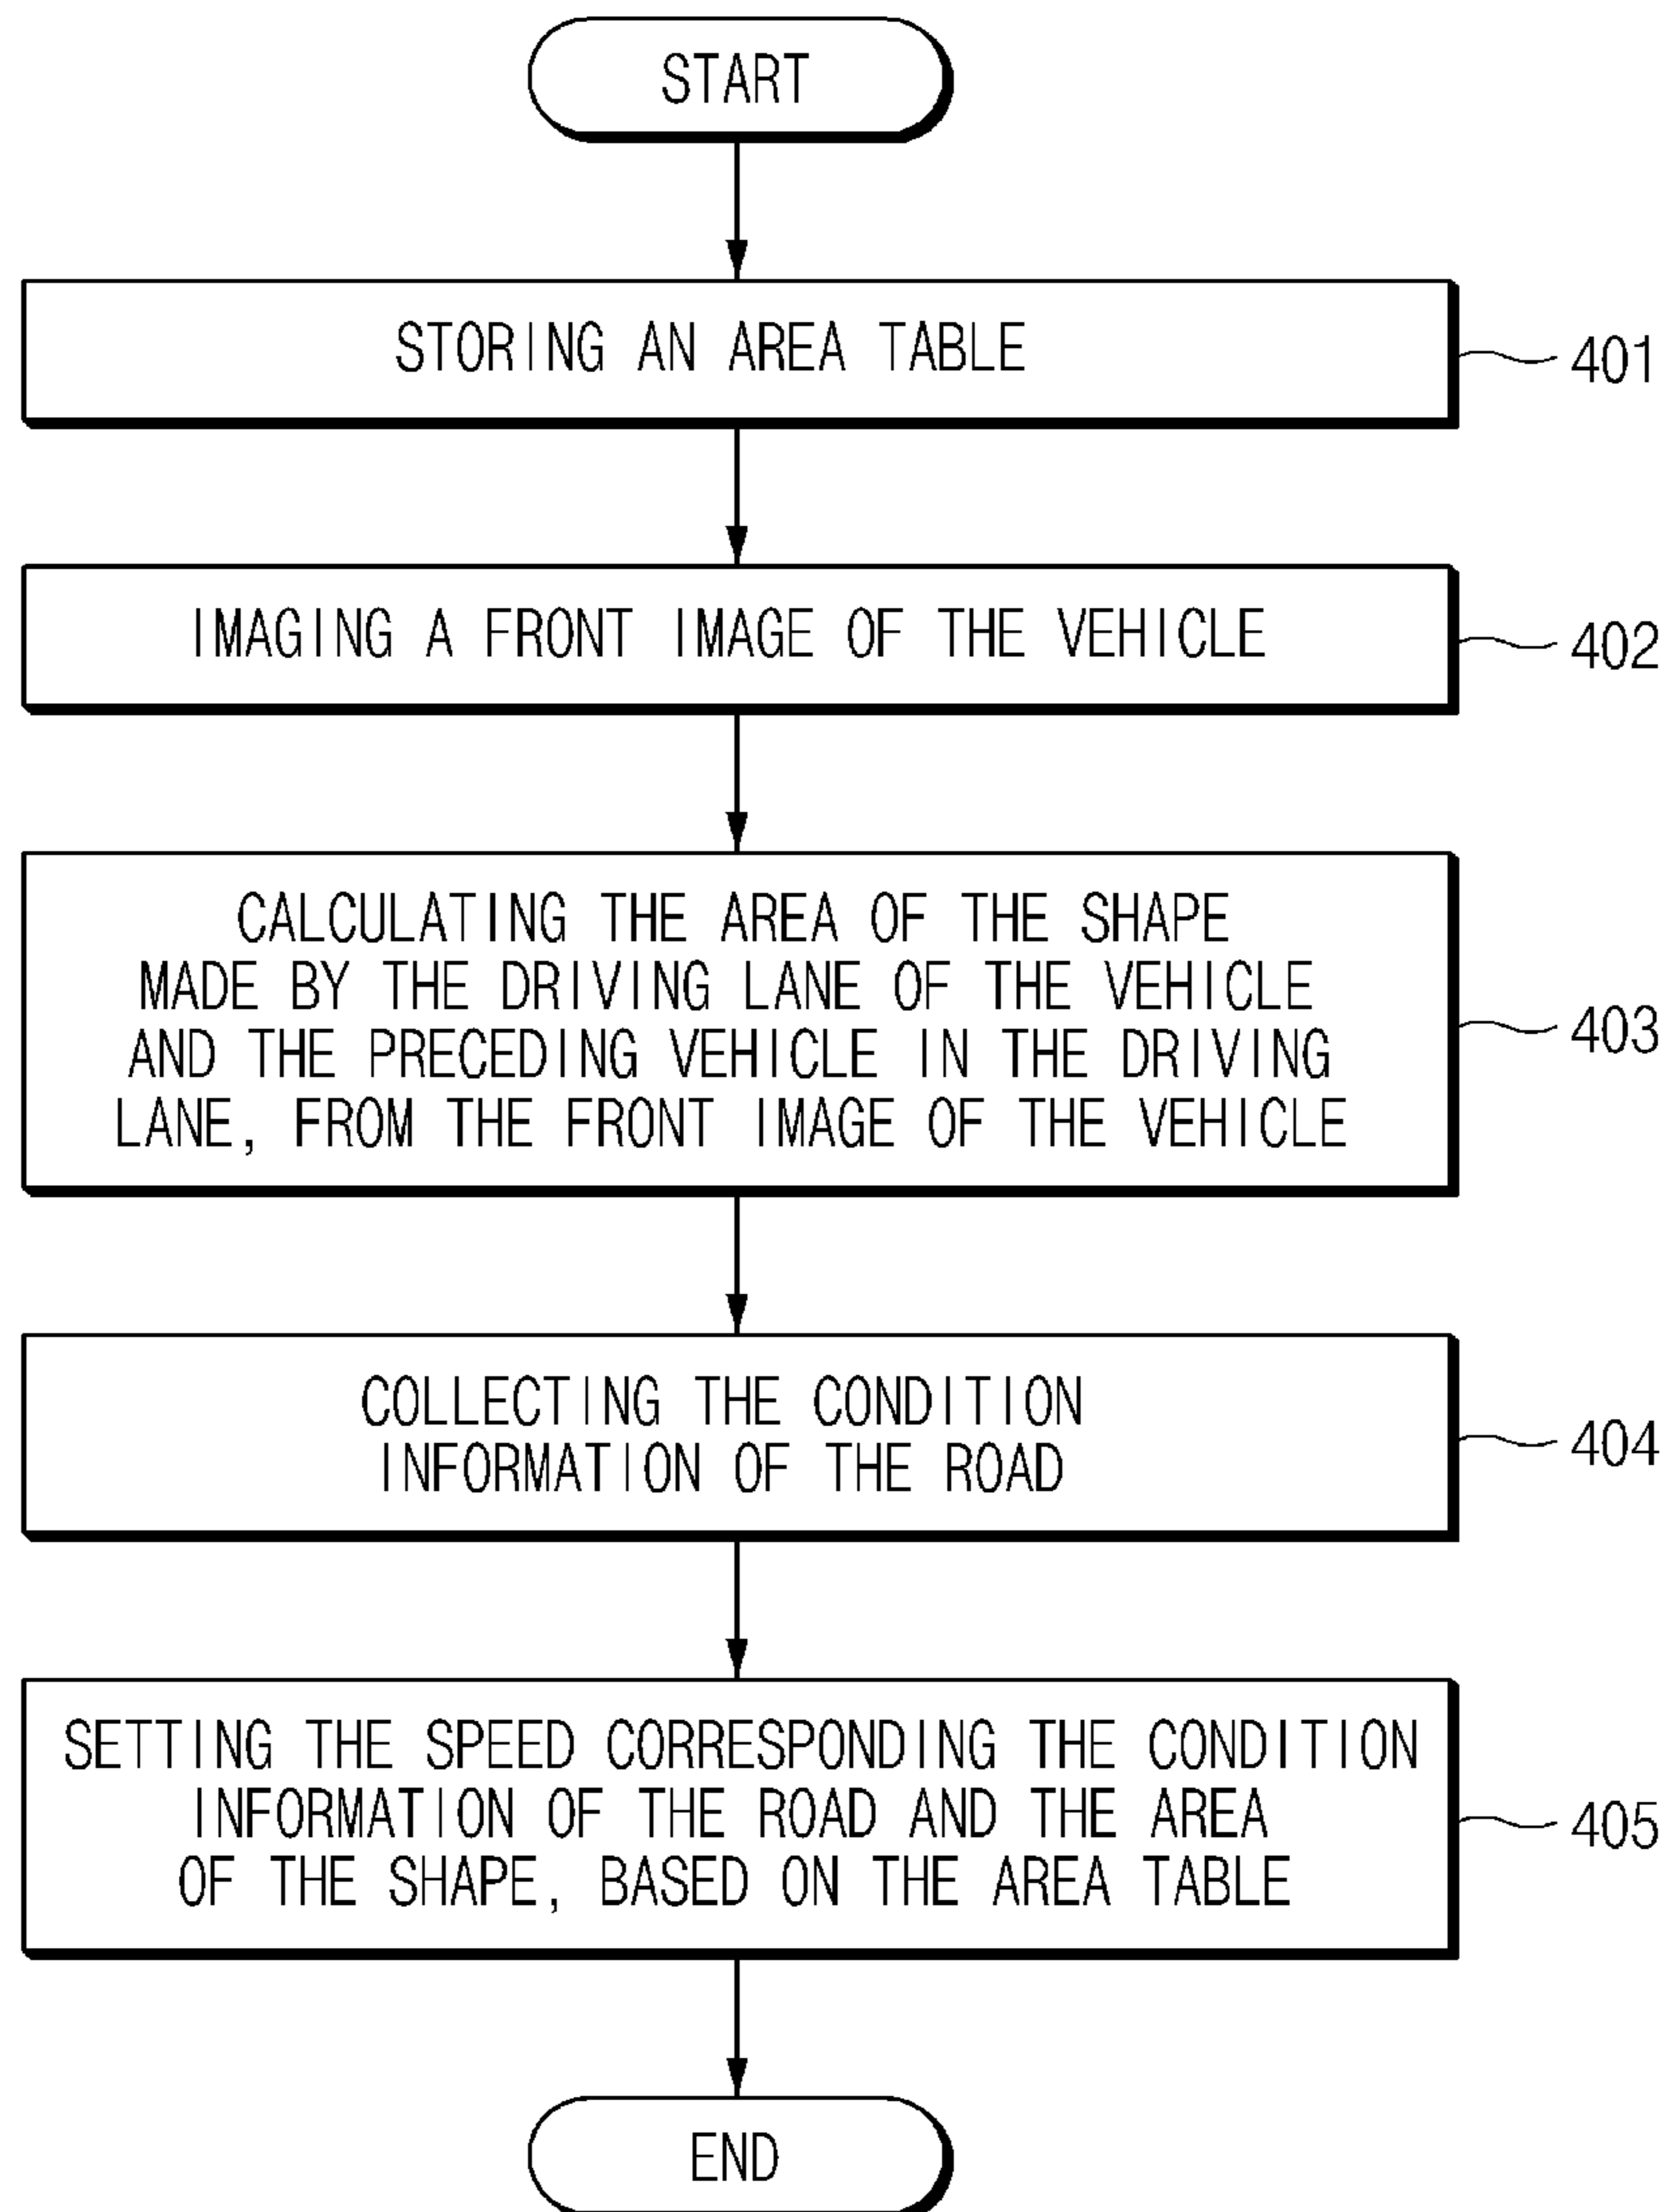 START
STORING AN AREA TABLE
401
IMAGING A FRONT IMAGE OF THE VEHICLE
402
CALCULATING THE AREA OF THE SHAPE
MADE BY THE DRIVING LANE OF THE VEHICLE
AND THE PRECEDING VEHICLE IN THE DRIVING
LANE, FROM THE FRONT IMAGE OF THE VEHICLE
403
COLLECTING THE CONDITION
INFORMATION OF THE ROAD
404
SETTING THE SPEED CORRESPONDING THE CONDITION
INFORMATION OF THE ROAD AND THE AREA
OF THE SHAPE, BASED ON THE AREA TABLE
405
END